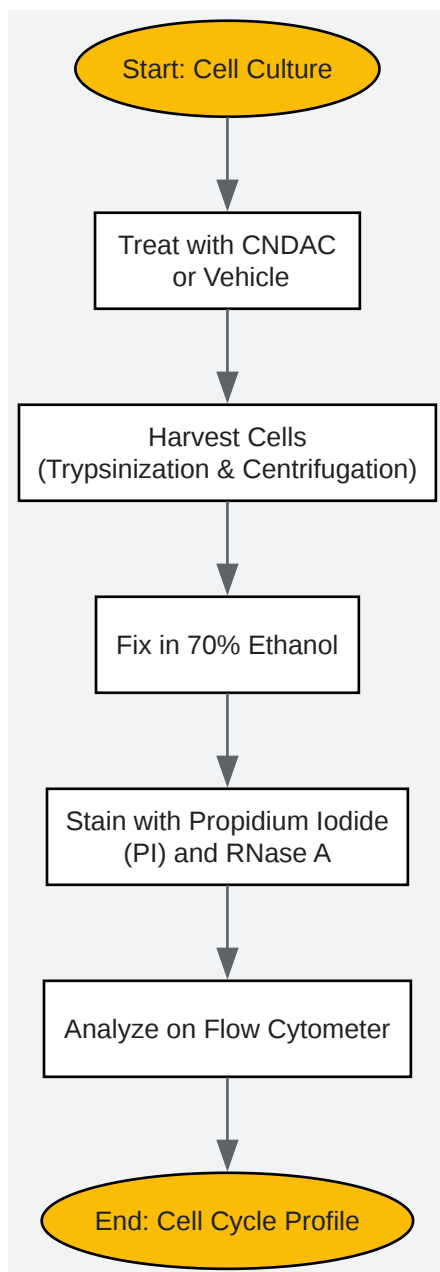 Start: Cell Culture
Treat with CNDAC
or Vehicle
Harvest Cells
(Trypsinization & Centrifugation)
Fix in 70% Ethanol
Stain with Propidium Iodide
(PI) and RNase A
Analyze on Flow Cytometer
End: Cell Cycle Profile